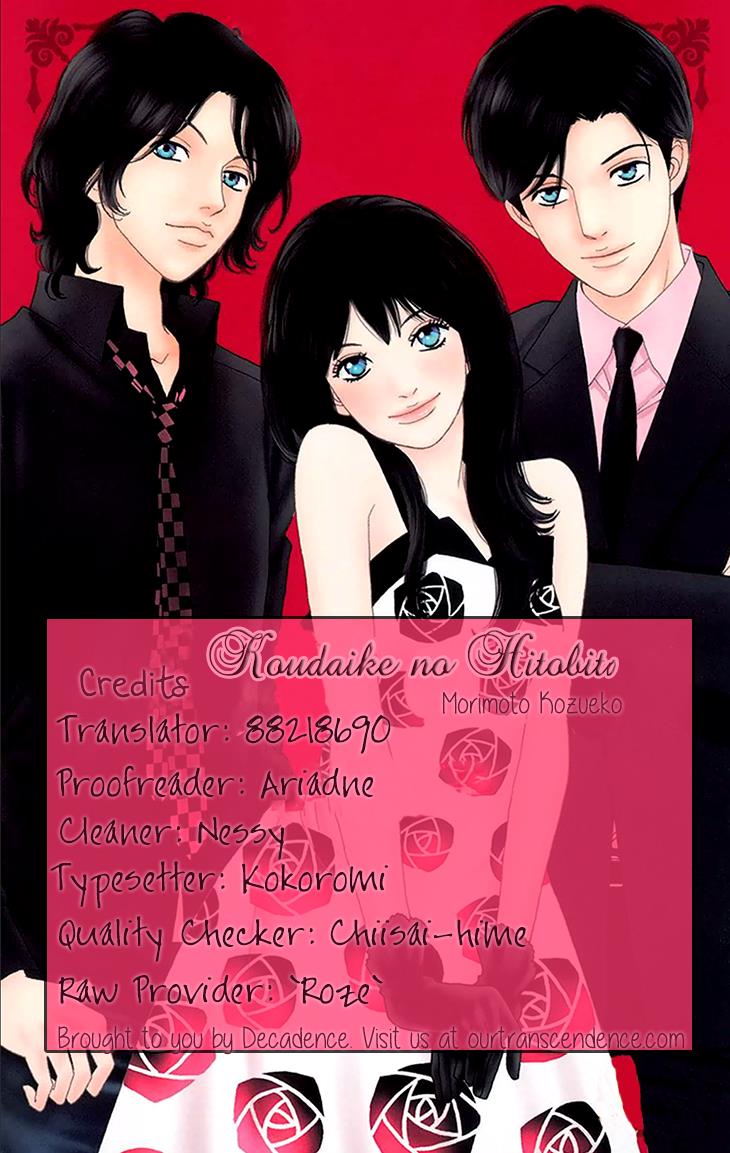 Koudaike no Hitobito
Credits
Morimoto Kozueko
Translator: 88218690
Proofreader: Ariadne
Cleaner: Nessy
Typesetter: Kokoromi
Quality Checker: Chiisai-hime
Raw Provider: `Roze`
Brought to you by Decadence. Visit us at ourtranscendence.com